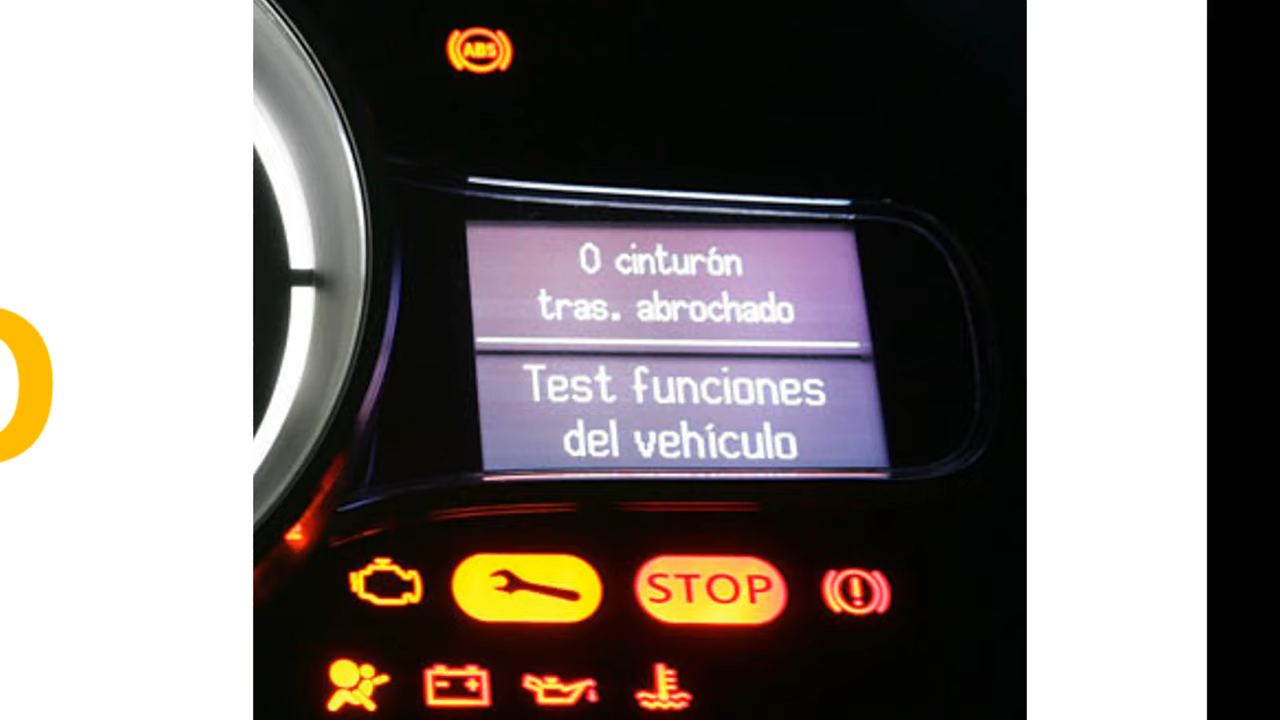 ABS
0 cinturón
tras. abrochado
Test funciones
del vehículo
STOP